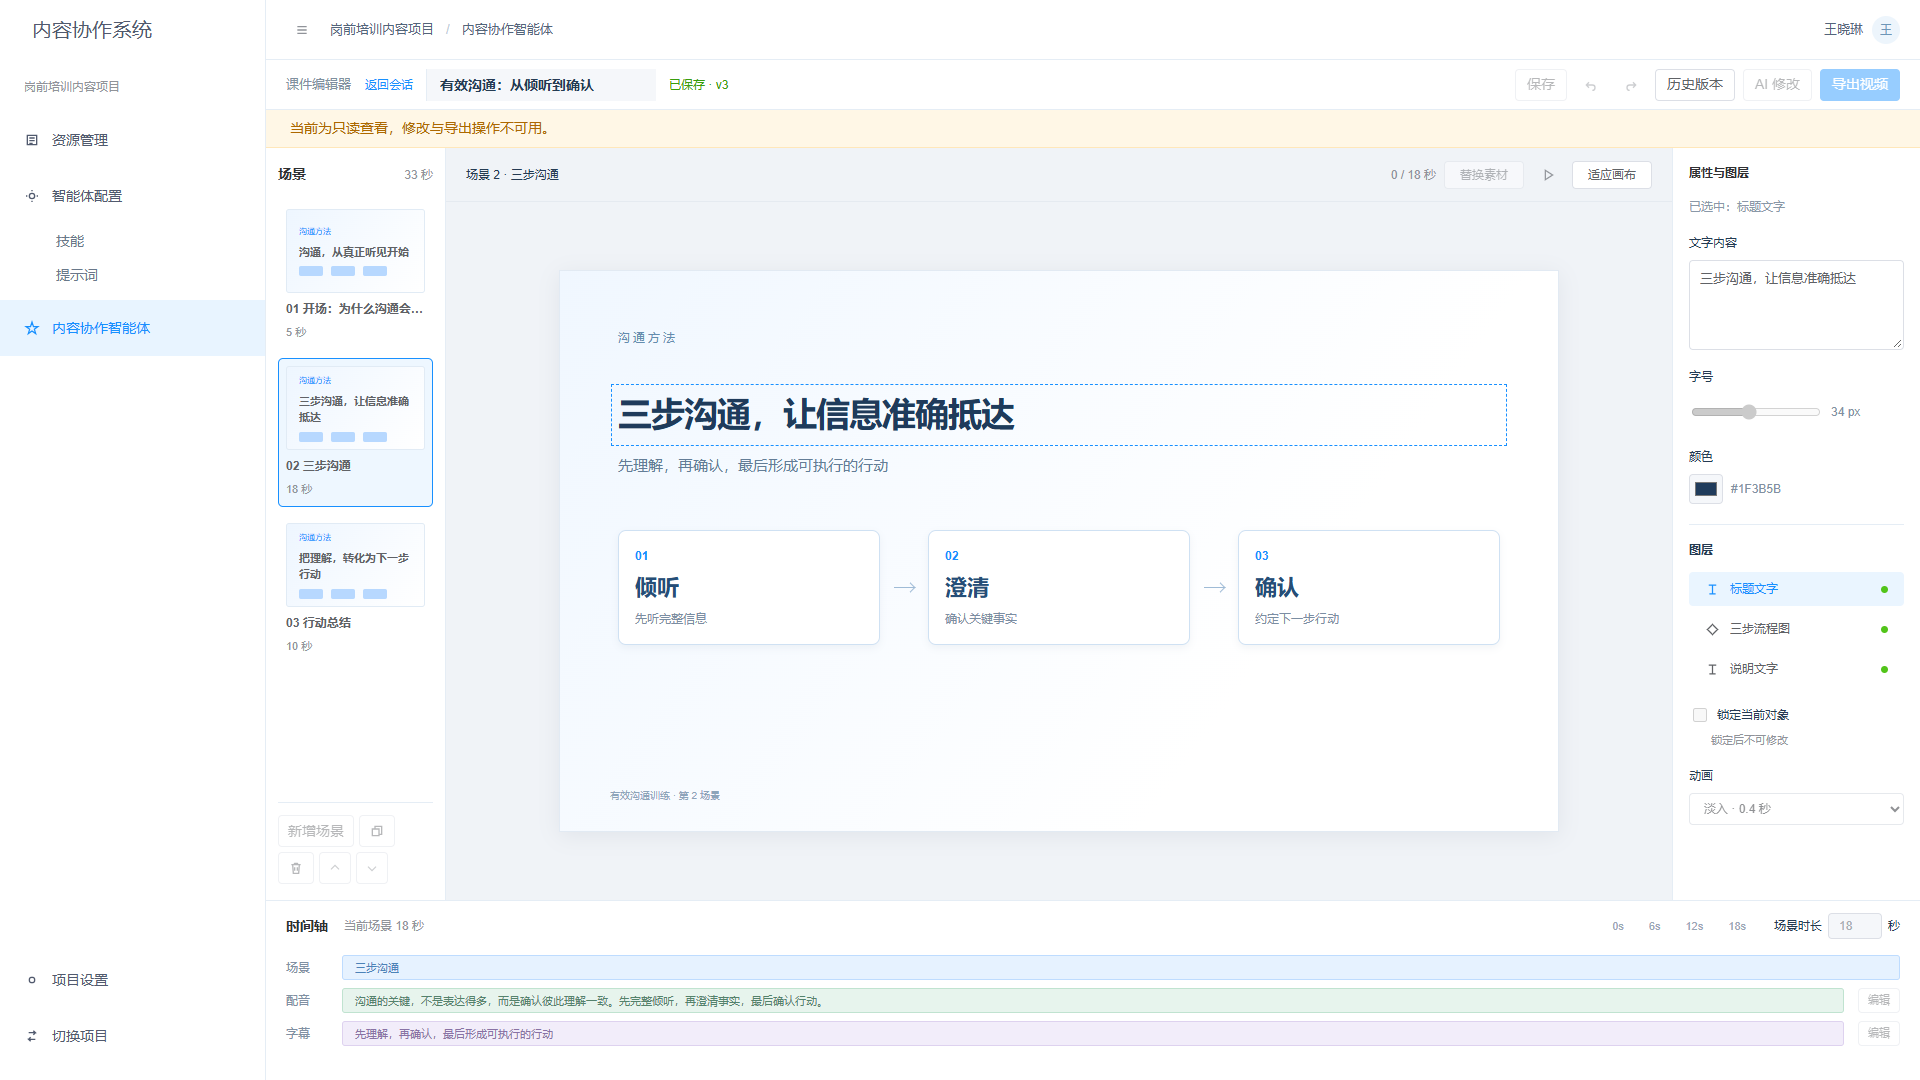 内容协作系统
岗前培训内容项目
资源管理
智能体配置
技能
提示词
内容协作智能体
项目设置
切换项目
岗前培训内容项目 / 内容协作智能体
王晓琳 王
课件编辑器 返回会话 有效沟通：从倾听到确认 已保存 · v3
保存 历史版本 AI 修改 导出视频
当前为只读查看，修改与导出操作不可用。
场景 33 秒
沟通方法
沟通，从真正听见开始
01 开场：为什么沟通会...
5 秒
沟通方法
三步沟通，让信息准确
抵达
02 三步沟通
18 秒
沟通方法
把理解，转化为下一步
行动
03 行动总结
10 秒
新增场景
场景 2 · 三步沟通
0 / 18 秒 替换素材 适应画布
沟通方法
三步沟通，让信息准确抵达
先理解，再确认，最后形成可执行的行动
01
倾听
先听完整信息
02
澄清
确认关键事实
03
确认
约定下一步行动
有效沟通训练 · 第 2 场景
属性与图层
已选中：标题文字
文字内容
三步沟通，让信息准确抵达
字号
34 px
颜色
#1F3B5B
图层
标题文字
三步流程图
说明文字
锁定当前对象
锁定后不可修改
动画
淡入 · 0.4 秒
时间轴 当前场景 18 秒
0s 6s 12s 18s 场景时长 18 秒
场景 三步沟通
配音 沟通的关键，不是表达得多，而是确认彼此理解一致。先完整倾听，再澄清事实，最后确认行动。 编辑
字幕 先理解，再确认，最后形成可执行的行动 编辑